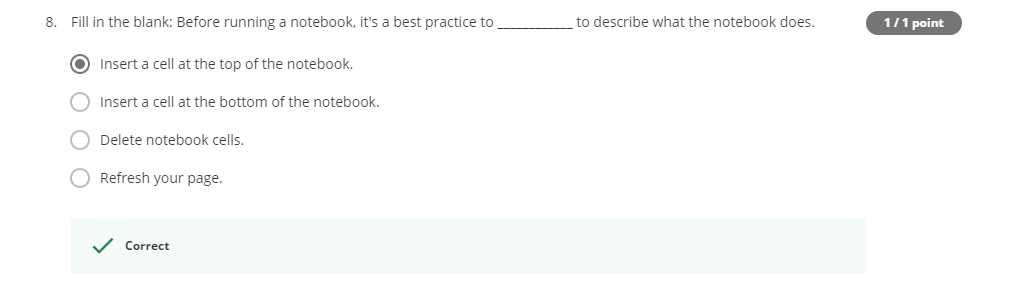 8. Fill in the blank: Before running a notebook, it's a best practice to ____________ to describe what the notebook does. 1 / 1 point
Insert a cell at the top of the notebook.
Insert a cell at the bottom of the notebook.
Delete notebook cells.
Refresh your page.
Correct